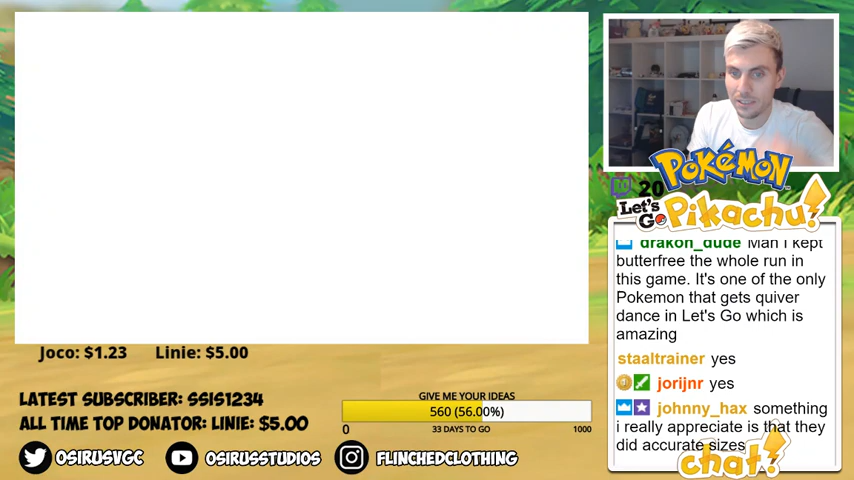 POKéMON
20
Let's Go
Pikachu!
drakon_dude Man I kept
butterfree the whole run in
this game. It's one of the only
Pokemon that gets quiver
dance in Let's Go which is
amazing
staaltrainer yes
jorijnr yes
johnny_hax something
i really appreciate is that they
did accurate sizes
chat!
Joco: $1.23 Linie: $5.00
LATEST SUBSCRIBER: SSIS1234
ALL TIME TOP DONATOR: LINIE: $5.00
GIVE ME YOUR IDEAS
560 (56.00%)
0 33 DAYS TO GO 1000
OSIRUSVGC OSIRUSSTUDIOS FLINCHEDCLOTHING